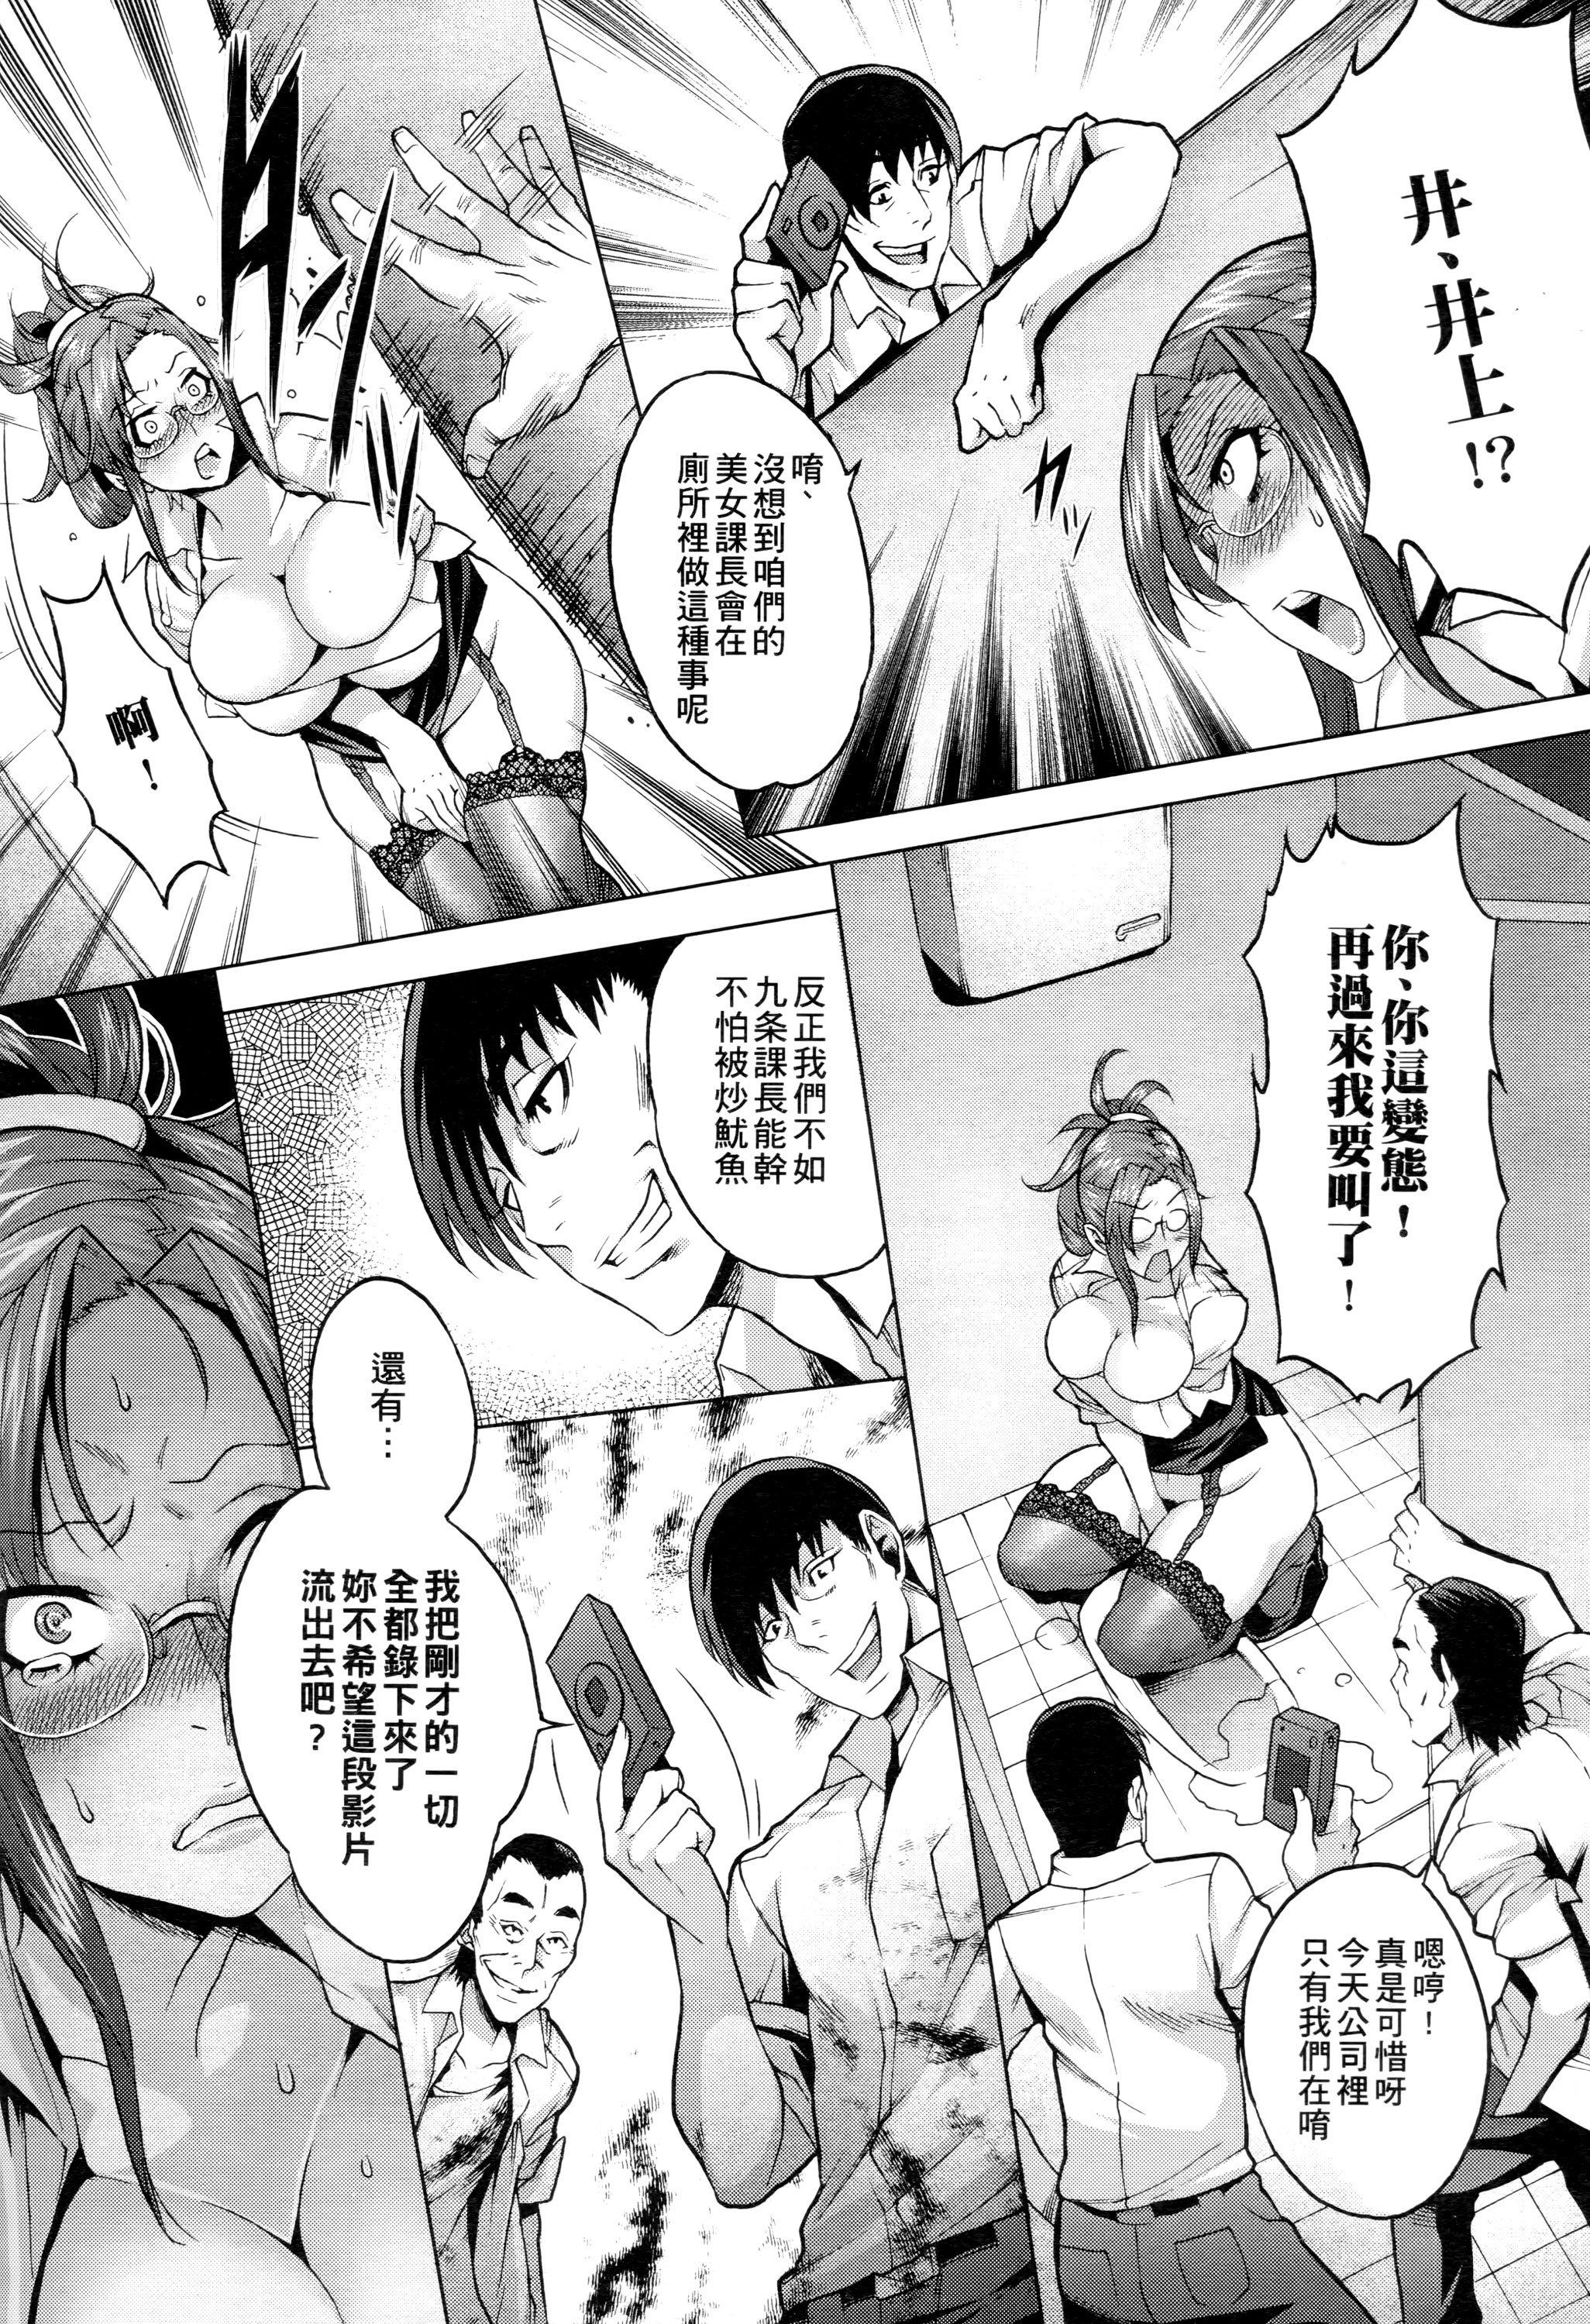 井、井上!?
唷、
沒想到咱們的
美女課長會在
廁所裡做這種事呢
ガタンッ
啊!
你、你這變態!
再過來我要叫了!
嗯哼!
真是可惜呀
今天公司裡
只有我們在唷
反正我們不如
九条課長能幹
不怕被炒魷魚
還有…
我把剛才的一切
全都錄下來了
妳不希望這段影片
流出去吧?